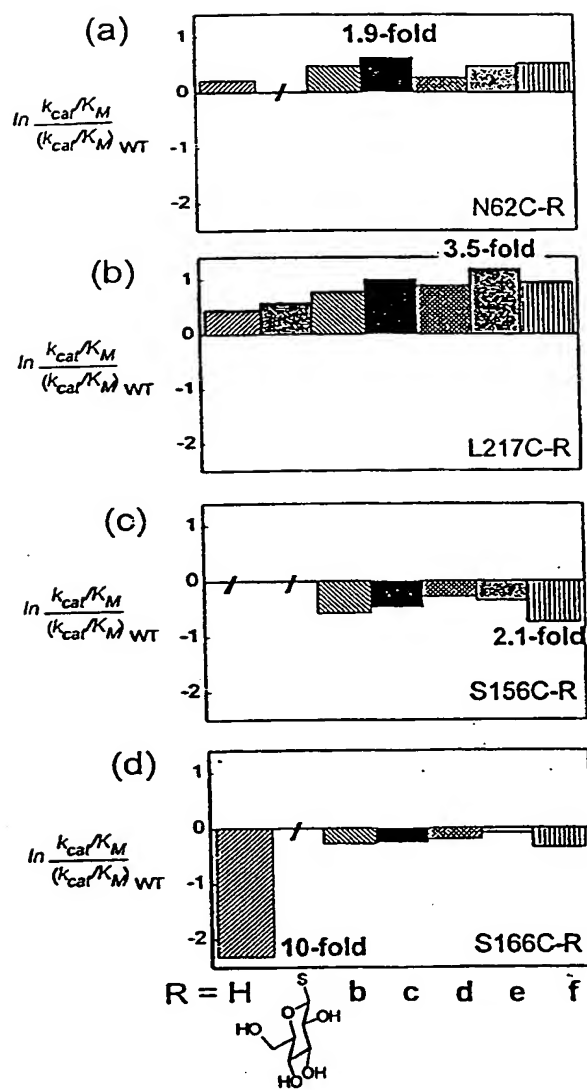 (a)
1
0
-1
-2
ln kcat/KM
(kcat/KM)WT
1.9-fold
N62C-R
(b)
1
0
-1
-2
ln kcat/KM
(kcat/KM)WT
3.5-fold
L217C-R
(c)
1
0
-1
-2
ln kcat/KM
(kcat/KM)WT
2.1-fold
S156C-R
(d)
1
0
-1
-2
ln kcat/KM
(kcat/KM)WT
10-fold
S166C-R
R = H b c d e f
S
O OH
HO
HO OH